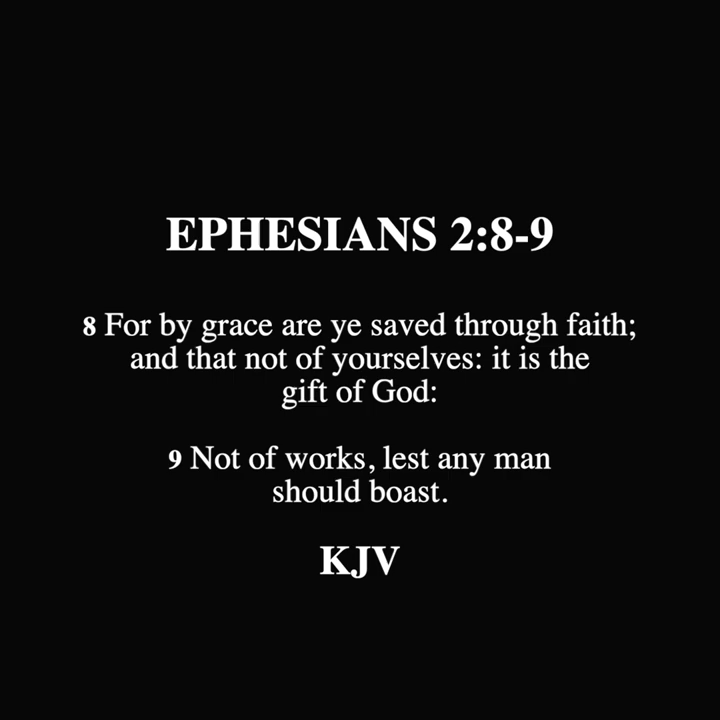 EPHESIANS 2:8-9
8 For by grace are ye saved through faith;
and that not of yourselves: it is the
gift of God:
9 Not of works, lest any man
should boast.
KJV